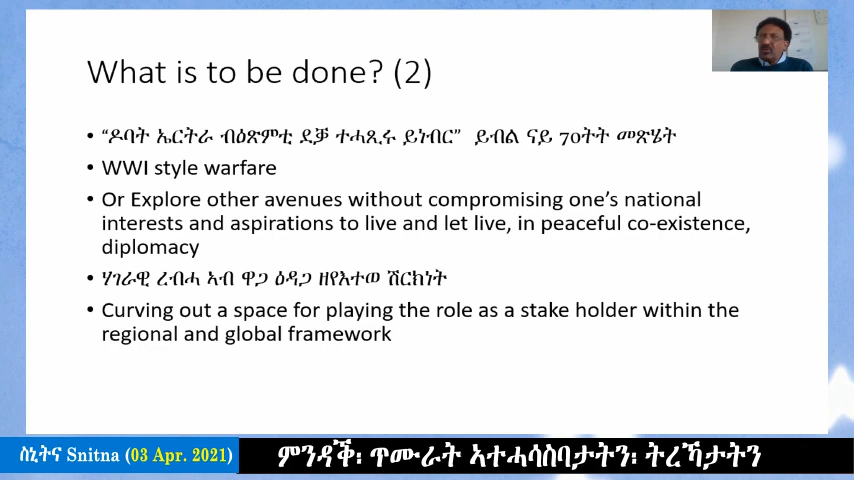 What is to be done? (2)
• “ዶባት ኤርትራ ብዕጽምቲ ደቓ ተሓጺሩ ይነብር” ይብል ናይ 70ትት መጽሄት
• WWI style warfare
• Or Explore other avenues without compromising one’s national
interests and aspirations to live and let live, in peaceful co-existence,
diplomacy
• ሃገራዊ ረብሓ ኣብ ዋጋ ዕዳጋ ዘየእተወ ሽርክነት
• Curving out a space for playing the role as a stake holder within the
regional and global framework
ስኒትና Snitna (03 Apr. 2021)
ምንዳቕ፡ ጥሙራት ኣተሓሳስባታትን፡ ትረኻታትን